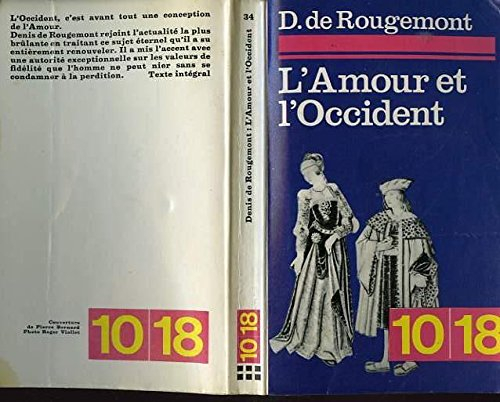 L'Occident, c'est avant tout une conception
de l'Amour.
Denis de Rougemont rejoint l'actualité la plus
brûlante en traitant ce sujet éternel qu'il a su
entièrement renouveler. Il a mis l'accent avec
une autorité exceptionnelle sur les valeurs de
fidélité que l'homme ne peut nier sans se
condamner à la perdition. Texte intégral
Couverture
de Pierre Bernard
Photo Roger Viollet
10 18
34
Denis de Rougemont : L'Amour et l'Occident
10 18
D. de Rougemont
L'Amour et
l'Occident
10 18